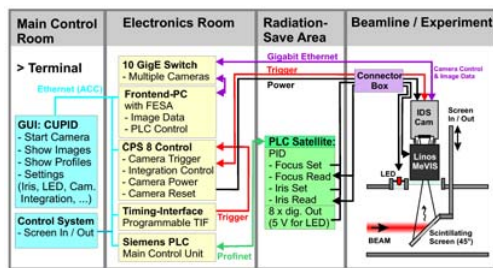 Main Control
Room
> Terminal
Ethernet (ACC)
GUI: CUPID
- Start Camera
- Show Images
- Show Profiles
- Settings
(Iris, LED, Cam.
Integration, ...)
Control System
- Screen In / Out
Electronics Room
10 GigE Switch
- Multiple Cameras
Frontend-PC
with FESA
- Image Data
- PLC Control
CPS 8 Control
- Camera Trigger
- Integration Control
- Camera Power
- Camera Reset
Timing-Interface
Programmable TIF
Siemens PLC
Main Control Unit
Radiation-
Save Area
Gigabit Ethernet
Trigger
Power
Trigger
Profinet
PLC Satellite:
PID
- Focus Set
- Focus Read
- Iris Set
- Iris Read
8 x dig. Out
(5 V for LED)
Beamline / Experiment
Connector
Box
Camera Control
& Image Data
IDS
Cam
Screen
In / Out
Linos
MeVIS
LED
BEAM
Scintillating
Screen (45°)